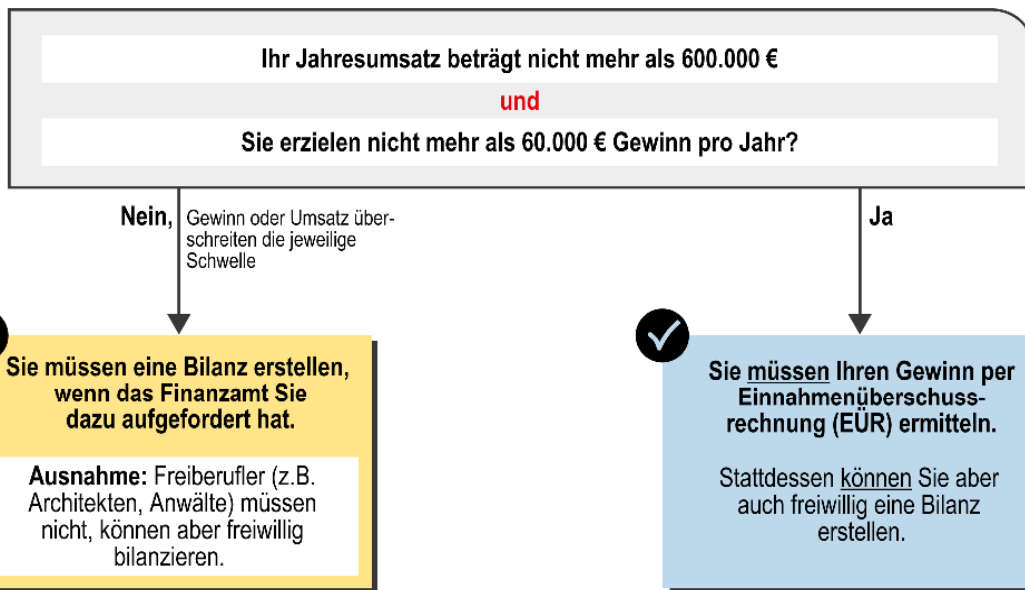 Ihr Jahresumsatz beträgt nicht mehr als 600.000 €
und
Sie erzielen nicht mehr als 60.000 € Gewinn pro Jahr?
Nein, Gewinn oder Umsatz über-
schreiten die jeweilige
Schwelle
Ja
Sie müssen eine Bilanz erstellen,
wenn das Finanzamt Sie
dazu aufgefordert hat.
Ausnahme: Freiberufler (z.B.
Architekten, Anwälte) müssen
nicht, können aber freiwillig
bilanzieren.
Sie müssen Ihren Gewinn per
Einnahmenüberschuss-
rechnung (EÜR) ermitteln.
Stattdessen können Sie aber
auch freiwillig eine Bilanz
erstellen.